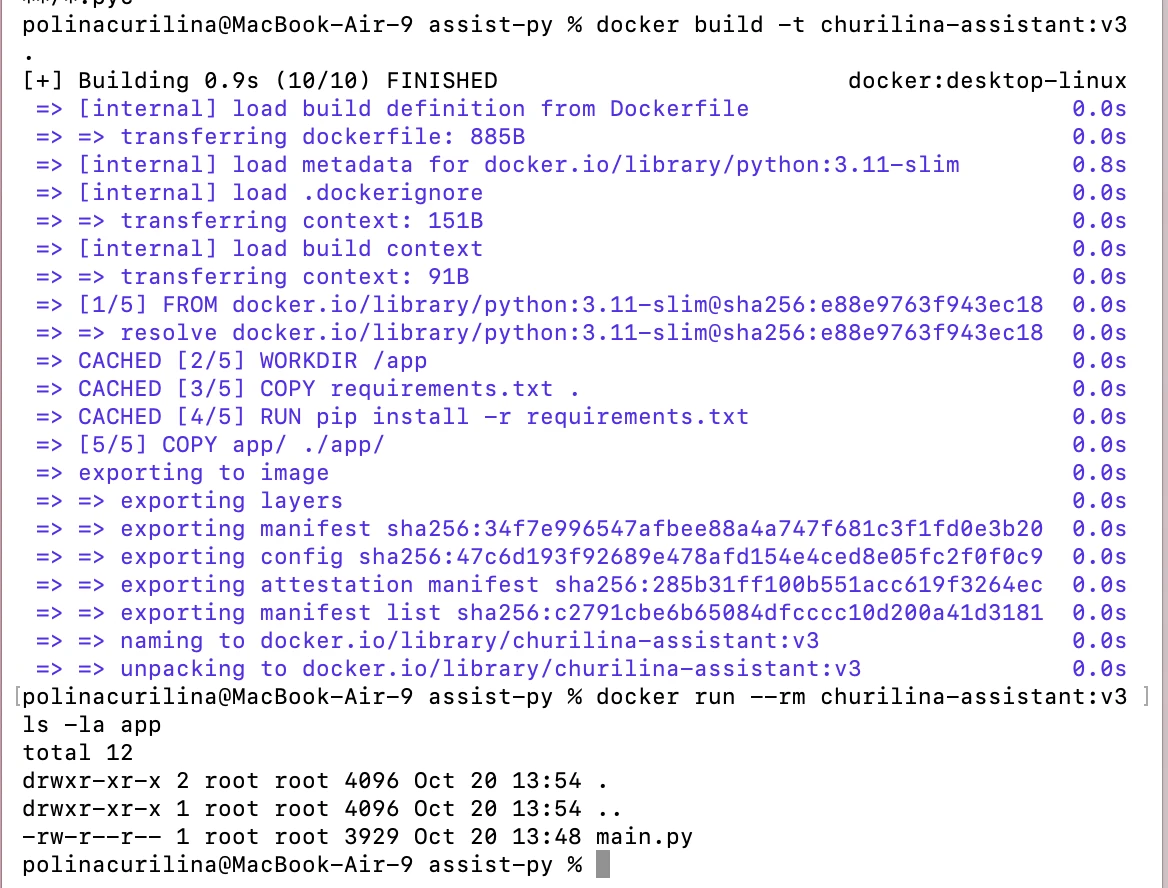 **/*.pyc
polinacurilina@MacBook-Air-9 assist-py % docker build -t churilina-assistant:v3
.
[+] Building 0.9s (10/10) FINISHED docker:desktop-linux
=> [internal] load build definition from Dockerfile 0.0s
=> => transferring dockerfile: 885B 0.0s
=> [internal] load metadata for docker.io/library/python:3.11-slim 0.8s
=> [internal] load .dockerignore 0.0s
=> => transferring context: 151B 0.0s
=> [internal] load build context 0.0s
=> => transferring context: 91B 0.0s
=> [1/5] FROM docker.io/library/python:3.11-slim@sha256:e88e9763f943ec18 0.0s
=> => resolve docker.io/library/python:3.11-slim@sha256:e88e9763f943ec18 0.0s
=> CACHED [2/5] WORKDIR /app 0.0s
=> CACHED [3/5] COPY requirements.txt . 0.0s
=> CACHED [4/5] RUN pip install -r requirements.txt 0.0s
=> [5/5] COPY app/ ./app/ 0.0s
=> exporting to image 0.0s
=> => exporting layers 0.0s
=> => exporting manifest sha256:34f7e996547afbee88a4a747f681c3f1fd0e3b20 0.0s
=> => exporting config sha256:47c6d193f92689e478afd154e4ced8e05fc2f0f0c9 0.0s
=> => exporting attestation manifest sha256:285b31ff100b551acc619f3264ec 0.0s
=> => exporting manifest list sha256:c2791cbe6b65084dfcccc10d200a41d3181 0.0s
=> => naming to docker.io/library/churilina-assistant:v3 0.0s
=> => unpacking to docker.io/library/churilina-assistant:v3 0.0s
[polinacurilina@MacBook-Air-9 assist-py % docker run --rm churilina-assistant:v3 ]
ls -la app
total 12
drwxr-xr-x 2 root root 4096 Oct 20 13:54 .
drwxr-xr-x 1 root root 4096 Oct 20 13:54 ..
-rw-r--r-- 1 root root 3929 Oct 20 13:48 main.py
polinacurilina@MacBook-Air-9 assist-py %